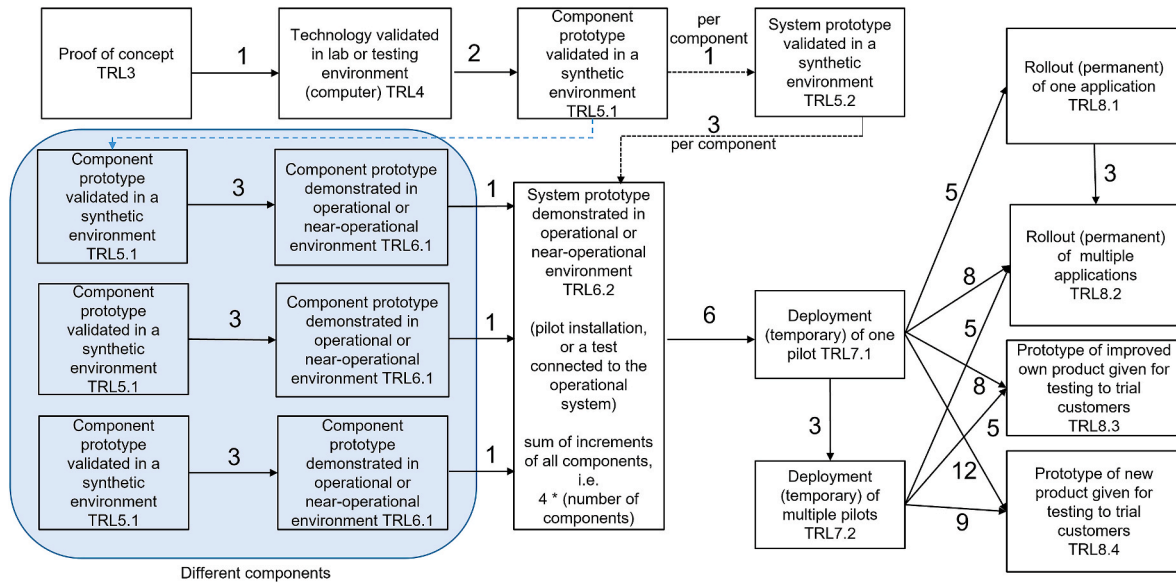 Proof of concept
TRL3
1
Technology validated
in lab or testing
environment
(computer) TRL4
2
Component
prototype
validated in a
synthetic
environment
TRL5.1
per
component
1
System prototype
validated in a
synthetic
environment
TRL5.2
3
per component
Rollout (permanent)
of one application
TRL8.1
3
Component
prototype
validated in a
synthetic
environment
TRL5.1
3
Component prototype
demonstrated in
operational or
near-operational
environment TRL6.1
1
Component
prototype
validated in a
synthetic
environment
TRL5.1
3
Component prototype
demonstrated in
operational or
near-operational
environment TRL6.1
1
Component
prototype
validated in a
synthetic
environment
TRL5.1
3
Component
prototype
demonstrated in
operational or
near-operational
environment TRL6.1
1
Different components
System prototype
demonstrated in
operational or
near-operational
environment
TRL6.2
(pilot installation,
or a test
connected to the
operational
system)
sum of increments
of all components,
i.e.
4 * (number of
components)
6
Deployment
(temporary) of one
pilot TRL7.1
3
Deployment
(temporary) of
multiple pilots
TRL7.2
5
8
5
8
5
12
9
Rollout (permanent)
of multiple
applications
TRL8.2
Prototype of improved
own product given for
testing to trial
customers
TRL8.3
Prototype of new
product given for
testing to trial
customers
TRL8.4